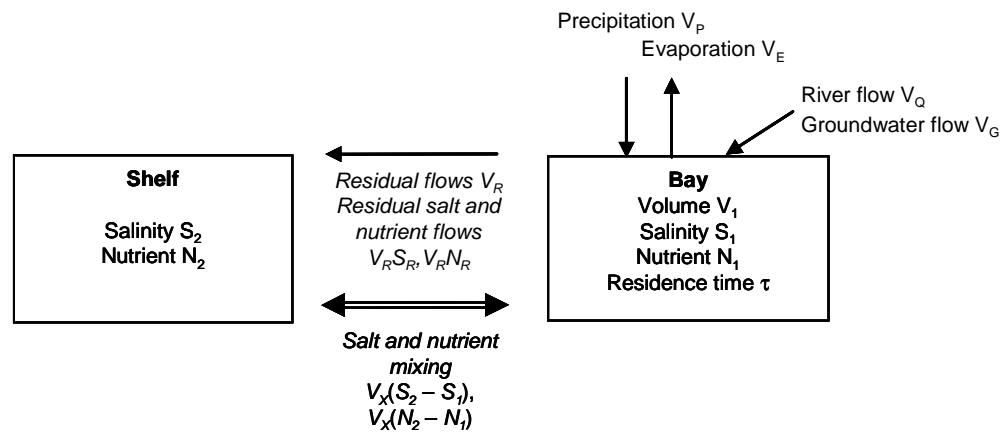 Precipitation V_P
Evaporation V_E
River flow V_Q
Groundwater flow V_G
Shelf
Salinity S_2
Nutrient N_2
Residual flows V_R
Residual salt and
nutrient flows
V_RS_R,V_RN_R
Salt and nutrient
mixing
V_X(S_2 – S_1),
V_X(N_2 – N_1)
Bay
Volume V_1
Salinity S_1
Nutrient N_1
Residence time τ